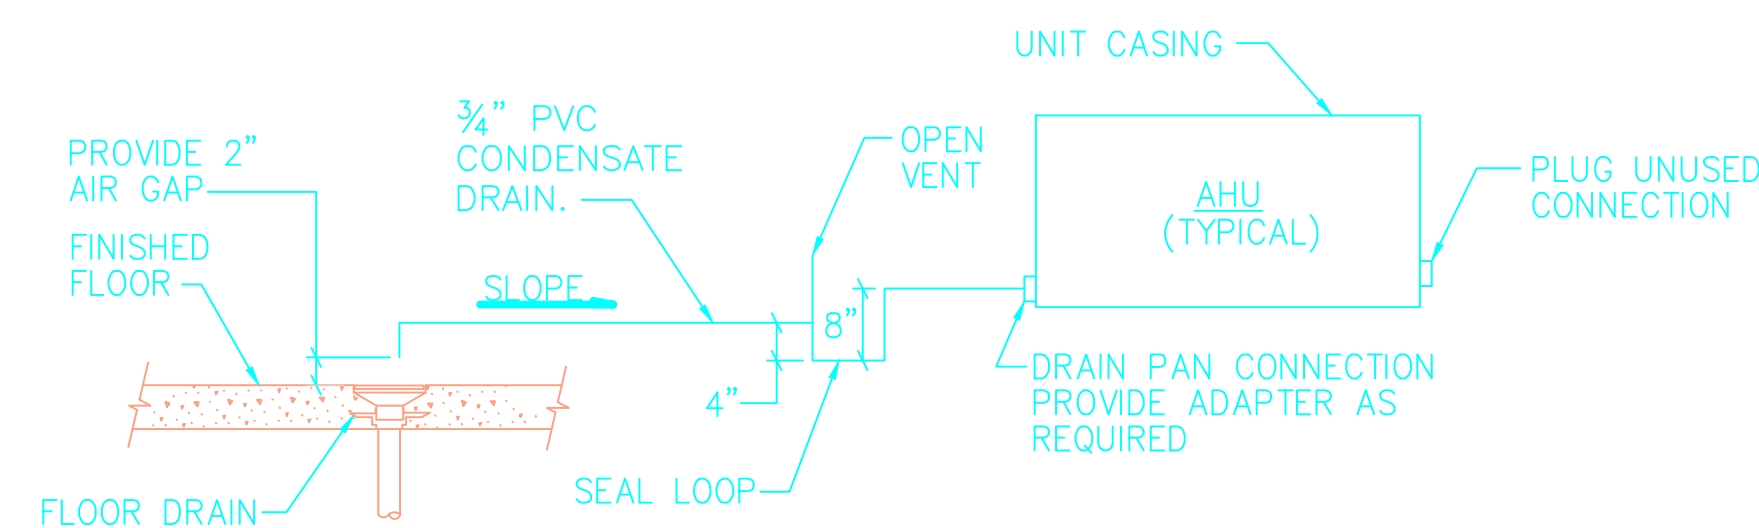 UNIT CASING
¾" PVC
CONDENSATE
DRAIN.
PROVIDE 2"
AIR GAP
OPEN
VENT
PLUG UNUSED
CONNECTION
AHU
(TYPICAL)
FINISHED
FLOOR
SLOPE
8"
DRAIN PAN CONNECTION
PROVIDE ADAPTER AS
REQUIRED
4"
SEAL LOOP
FLOOR DRAIN